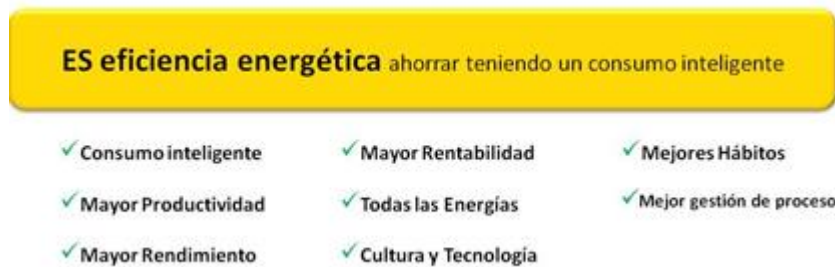 ES eficiencia energética ahorrar teniendo un consumo inteligente
Consumo inteligente
Mayor Rentabilidad
Mejores Hábitos
Mayor Productividad
Todas las Energías
Mejor gestión de proceso
Mayor Rendimiento
Cultura y Tecnología